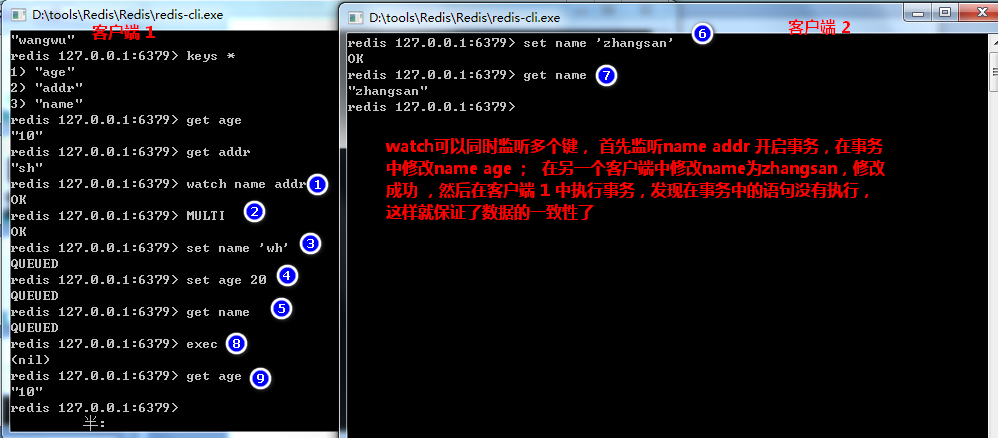 D:\tools\Redis\Redis\redis-cli.exe
客户端 1
"wangwu"
redis 127.0.0.1:6379> keys *
1) "age"
2) "addr"
3) "name"
redis 127.0.0.1:6379> get age
"10"
redis 127.0.0.1:6379> get addr
"sh"
redis 127.0.0.1:6379> watch name addr 1
OK
redis 127.0.0.1:6379> MULTI 2
OK
redis 127.0.0.1:6379> set name 'wh' 3
QUEUED
redis 127.0.0.1:6379> set age 20 4
QUEUED
redis 127.0.0.1:6379> get name 5
QUEUED
redis 127.0.0.1:6379> exec 8
(nil)
redis 127.0.0.1:6379> get age 9
"10"
redis 127.0.0.1:6379>
半:
D:\tools\Redis\Redis\redis-cli.exe
客户端 2
redis 127.0.0.1:6379> set name 'zhangsan' 6
OK
redis 127.0.0.1:6379> get name 7
"zhangsan"
redis 127.0.0.1:6379>
watch可以同时监听多个键， 首先监听name addr 开启事务，在事务
中修改name age ； 在另一个客户端中修改name为zhangsan，修改
成功 ，然后在客户端 1 中执行事务，发现在事务中的语句没有执行，
这样就保证了数据的一致性了